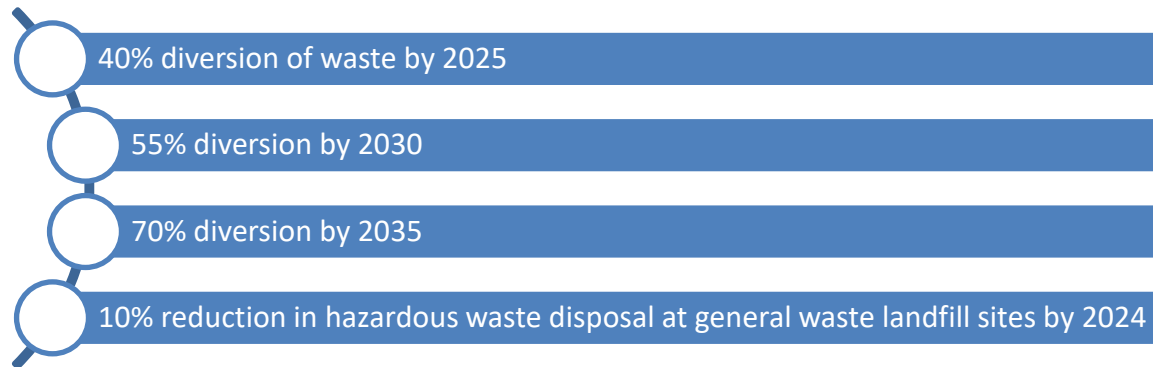 40% diversion of waste by 2025
55% diversion by 2030
70% diversion by 2035
10% reduction in hazardous waste disposal at general waste landfill sites by 2024